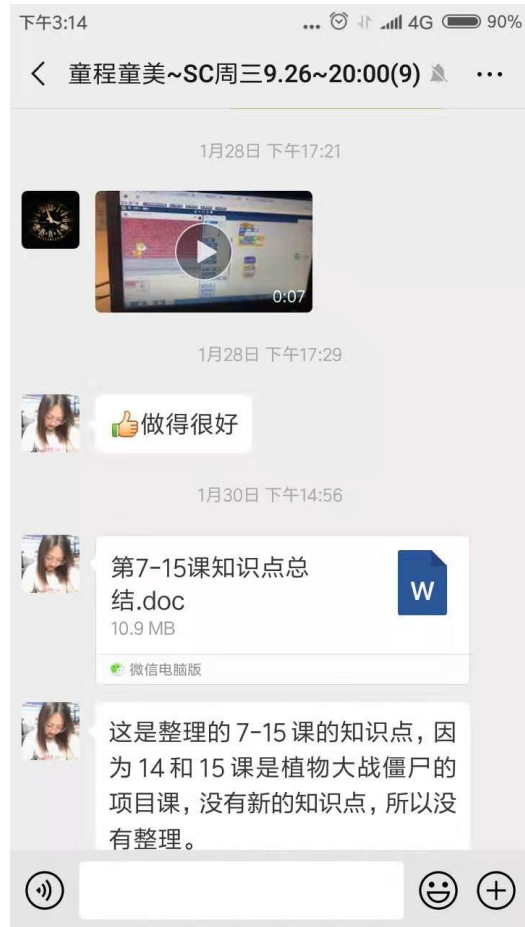 下午3:14
... 4G 90%
童程童美~SC周三9.26~20:00(9) ...
1月28日 下午17:21
0:07
1月28日 下午17:29
👍做得很好
1月30日 下午14:56
第7-15课知识点总
结.doc
W
10.9 MB
微信电脑版
这是整理的7-15课的知识点，因
为14和15课是植物大战僵尸的
项目课，没有新的知识点，所以没
有整理。